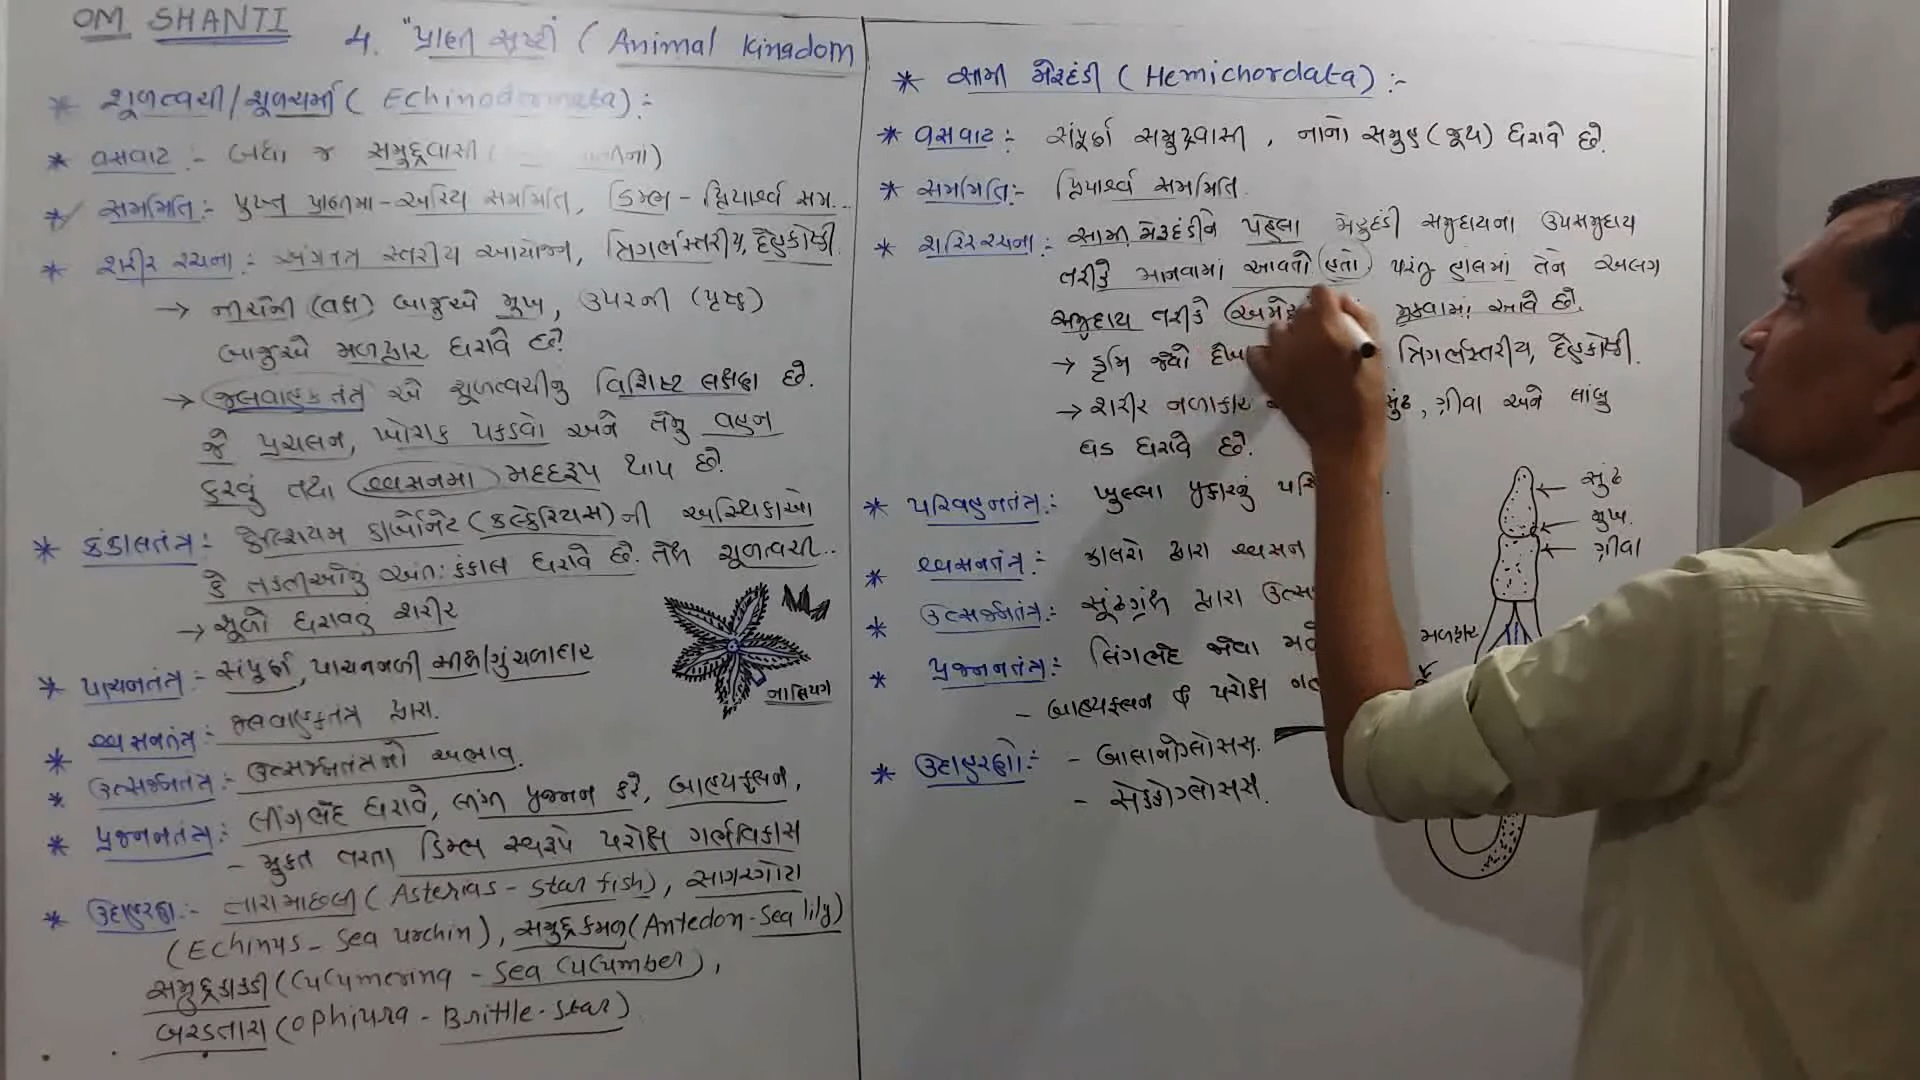 OM SHANTI
4. "પ્રાણી સૃષ્ટી (Animal Kingdom
* શૂળત્વચી/શૂળચર્મી (Echinodermata) :-
* વસવાટ :- બધા જ સમુદ્રવાસી (
* સમમિતિ :- પુખ્ત પ્રાણીમાં - અરિય સમમિતિ, ડિમ્ભ - દ્વિપાર્શ્વ સમ...
* શરીર રચના :- અંગતંત્ર સ્તરીય આયોજન, ત્રિગર્ભસ્તરીય, દેહકોષ્ઠી
→ નીચેની (વક્ષ) બાજુએ મુખ, ઉપરની (પૃષ્ઠ)
બાજુએ મળદ્વાર ધરાવે છે.
→ જલવાહકતંત્ર એ શૂળત્વચીનું વિશિષ્ટ લક્ષણ છે.
જે પ્રચલન, ખોરાક પકડવો અને તેનું વહન
કરવું તથા શ્વસનમાં મદદરૂપ થાય છે.
* કંકાલતંત્ર :- કેલ્શિયમ કાર્બોનેટ (કેલ્કેરિયસ) ની અસ્થિકાઓ
કે તકતીઓનું અંત:કંકાલ ધરાવે છે. તેથી શૂળત્વચી..
→ શૂળો ધરાવતું શરીર
* પાચનતંત્ર :- સંપૂર્ણ, પાચનનળી સીધી/ગુંચળાદાર
* શ્વસનતંત્ર :- જલવાહકતંત્ર દ્વારા.
* ઉત્સર્જનતંત્ર :- ઉત્સર્જનતંત્રનો અભાવ.
* પ્રજનનતંત્ર :- લીંગભેદ ધરાવે, લીંગી પ્રજનન કરે, બાહ્યફલન,
- મુક્ત તરતા ડિમ્ભ સ્વરૂપે પરોક્ષ ગર્ભવિકાસ
* ઉદાહરણ :- તારામાછલી (Asterias - Star fish), સાગરગોટા
(Echinus - Sea urchin), સમુદ્રકમળ (Antedon - Sea lily)
સમુદ્રકાકડી (Cucumeria - Sea cucumber),
બરડતારા (Ophiura - Brittle-Star)
નાલિપગ
* સામી મેરૂદંડી (Hemichordata) :-
* વસવાટ :- સંપૂર્ણ સમુદ્રવાસી, નાનો સમુહ (જૂથ) ધરાવે છે.
* સમમિતિ :- દ્વિપાર્શ્વ સમમિતિ.
* શરિરરચના :- સામી મેરૂદંડીને પહેલા મેરૂદંડી સમુદાયના ઉપસમુદાય
તરીકે માનવામાં આવતો હતો પરંતુ હાલમાં તેને અલગ
સમુદાય તરીકે મૂકવામાં આવે છે.
→ કૃમિ જેવો ત્રિગર્ભસ્તરીય, દેહકોષ્ઠી.
→ શરીર નળાકાર સુંઢ, ગ્રીવા અને લાંબુ
ધડ ધરાવે છે.
* પરિવહનતંત્ર :- ખુલ્લા પ્રકારનું
* શ્વસનતંત્ર :- ઝાલરો દ્વારા શ્વસન
* ઉત્સર્જનતંત્ર :- સૂંઢગ્રંથિ દ્વારા
* પ્રજનનતંત્ર :- લિંગભેદ જોવા
- બાહ્યફલન ને પરોક્ષ
* ઉદાહરણો :- - બાલાનોગ્લોસસ.
- સેકોગ્લોસસ.
સુંઢ
મુખ
ગ્રીવા
મળદ્વાર